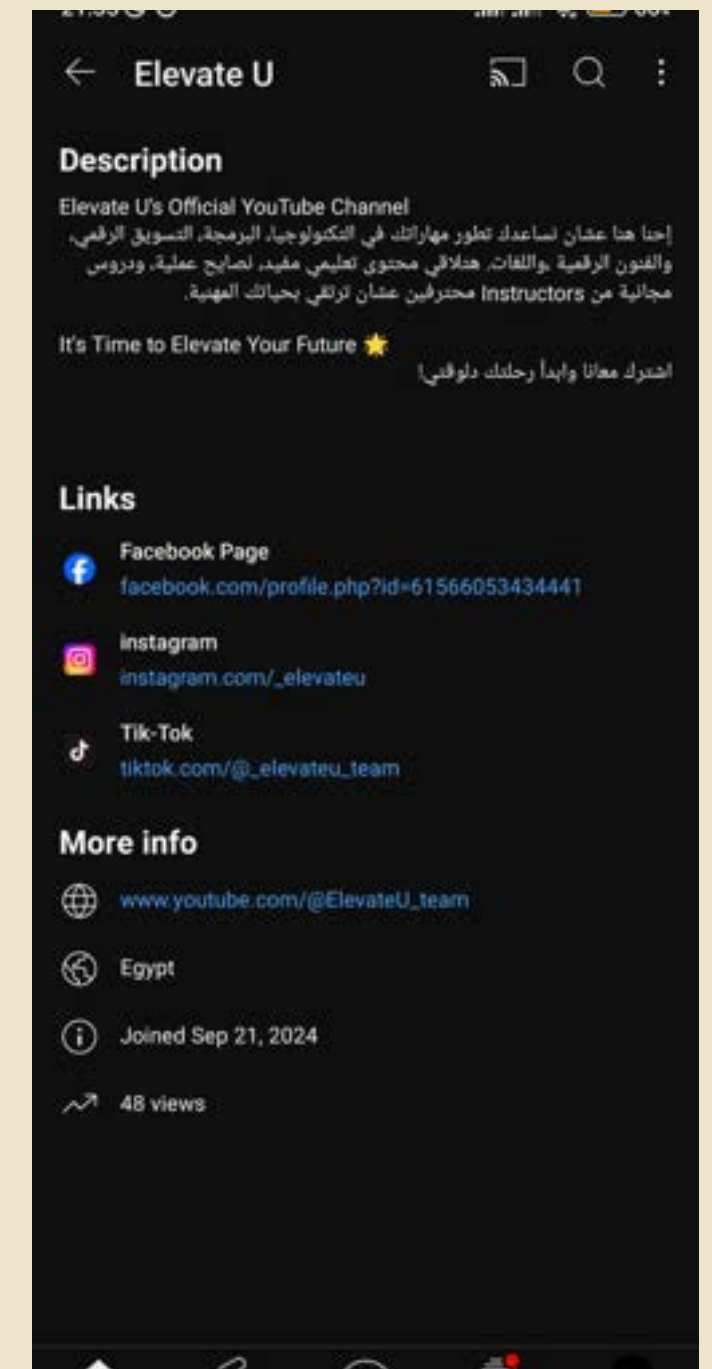 Elevate U
Description
Elevate U's Official YouTube Channel
إحنا هنا عشان نساعدك تطور مهاراتك في التكنولوجيا، البرمجة، التسويق الرقمي،
والفنون الرقمية ،واللغات. هتلاقي محتوى تعليمي مفيد، نصايح عملية، ودروس
مجانية من Instructors محترفين عشان ترتقي بحياتك المهنية.
It's Time to Elevate Your Future 🌟
اشترك معانا وابدأ رحلتك دلوقتي!
Links
Facebook Page
facebook.com/profile.php?id=61566053434441
instagram
instagram.com/_elevateu
Tik-Tok
tiktok.com/@_elevateu_team
More info
www.youtube.com/@ElevateU_team
Egypt
Joined Sep 21, 2024
48 views